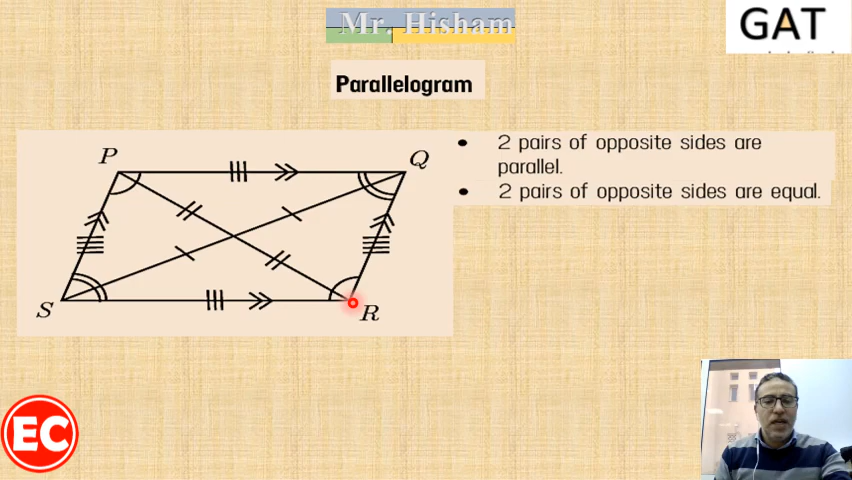 Mr. Hisham
GAT
Parallelogram
P
Q
S
R
• 2 pairs of opposite sides are
parallel.
• 2 pairs of opposite sides are equal.
EC